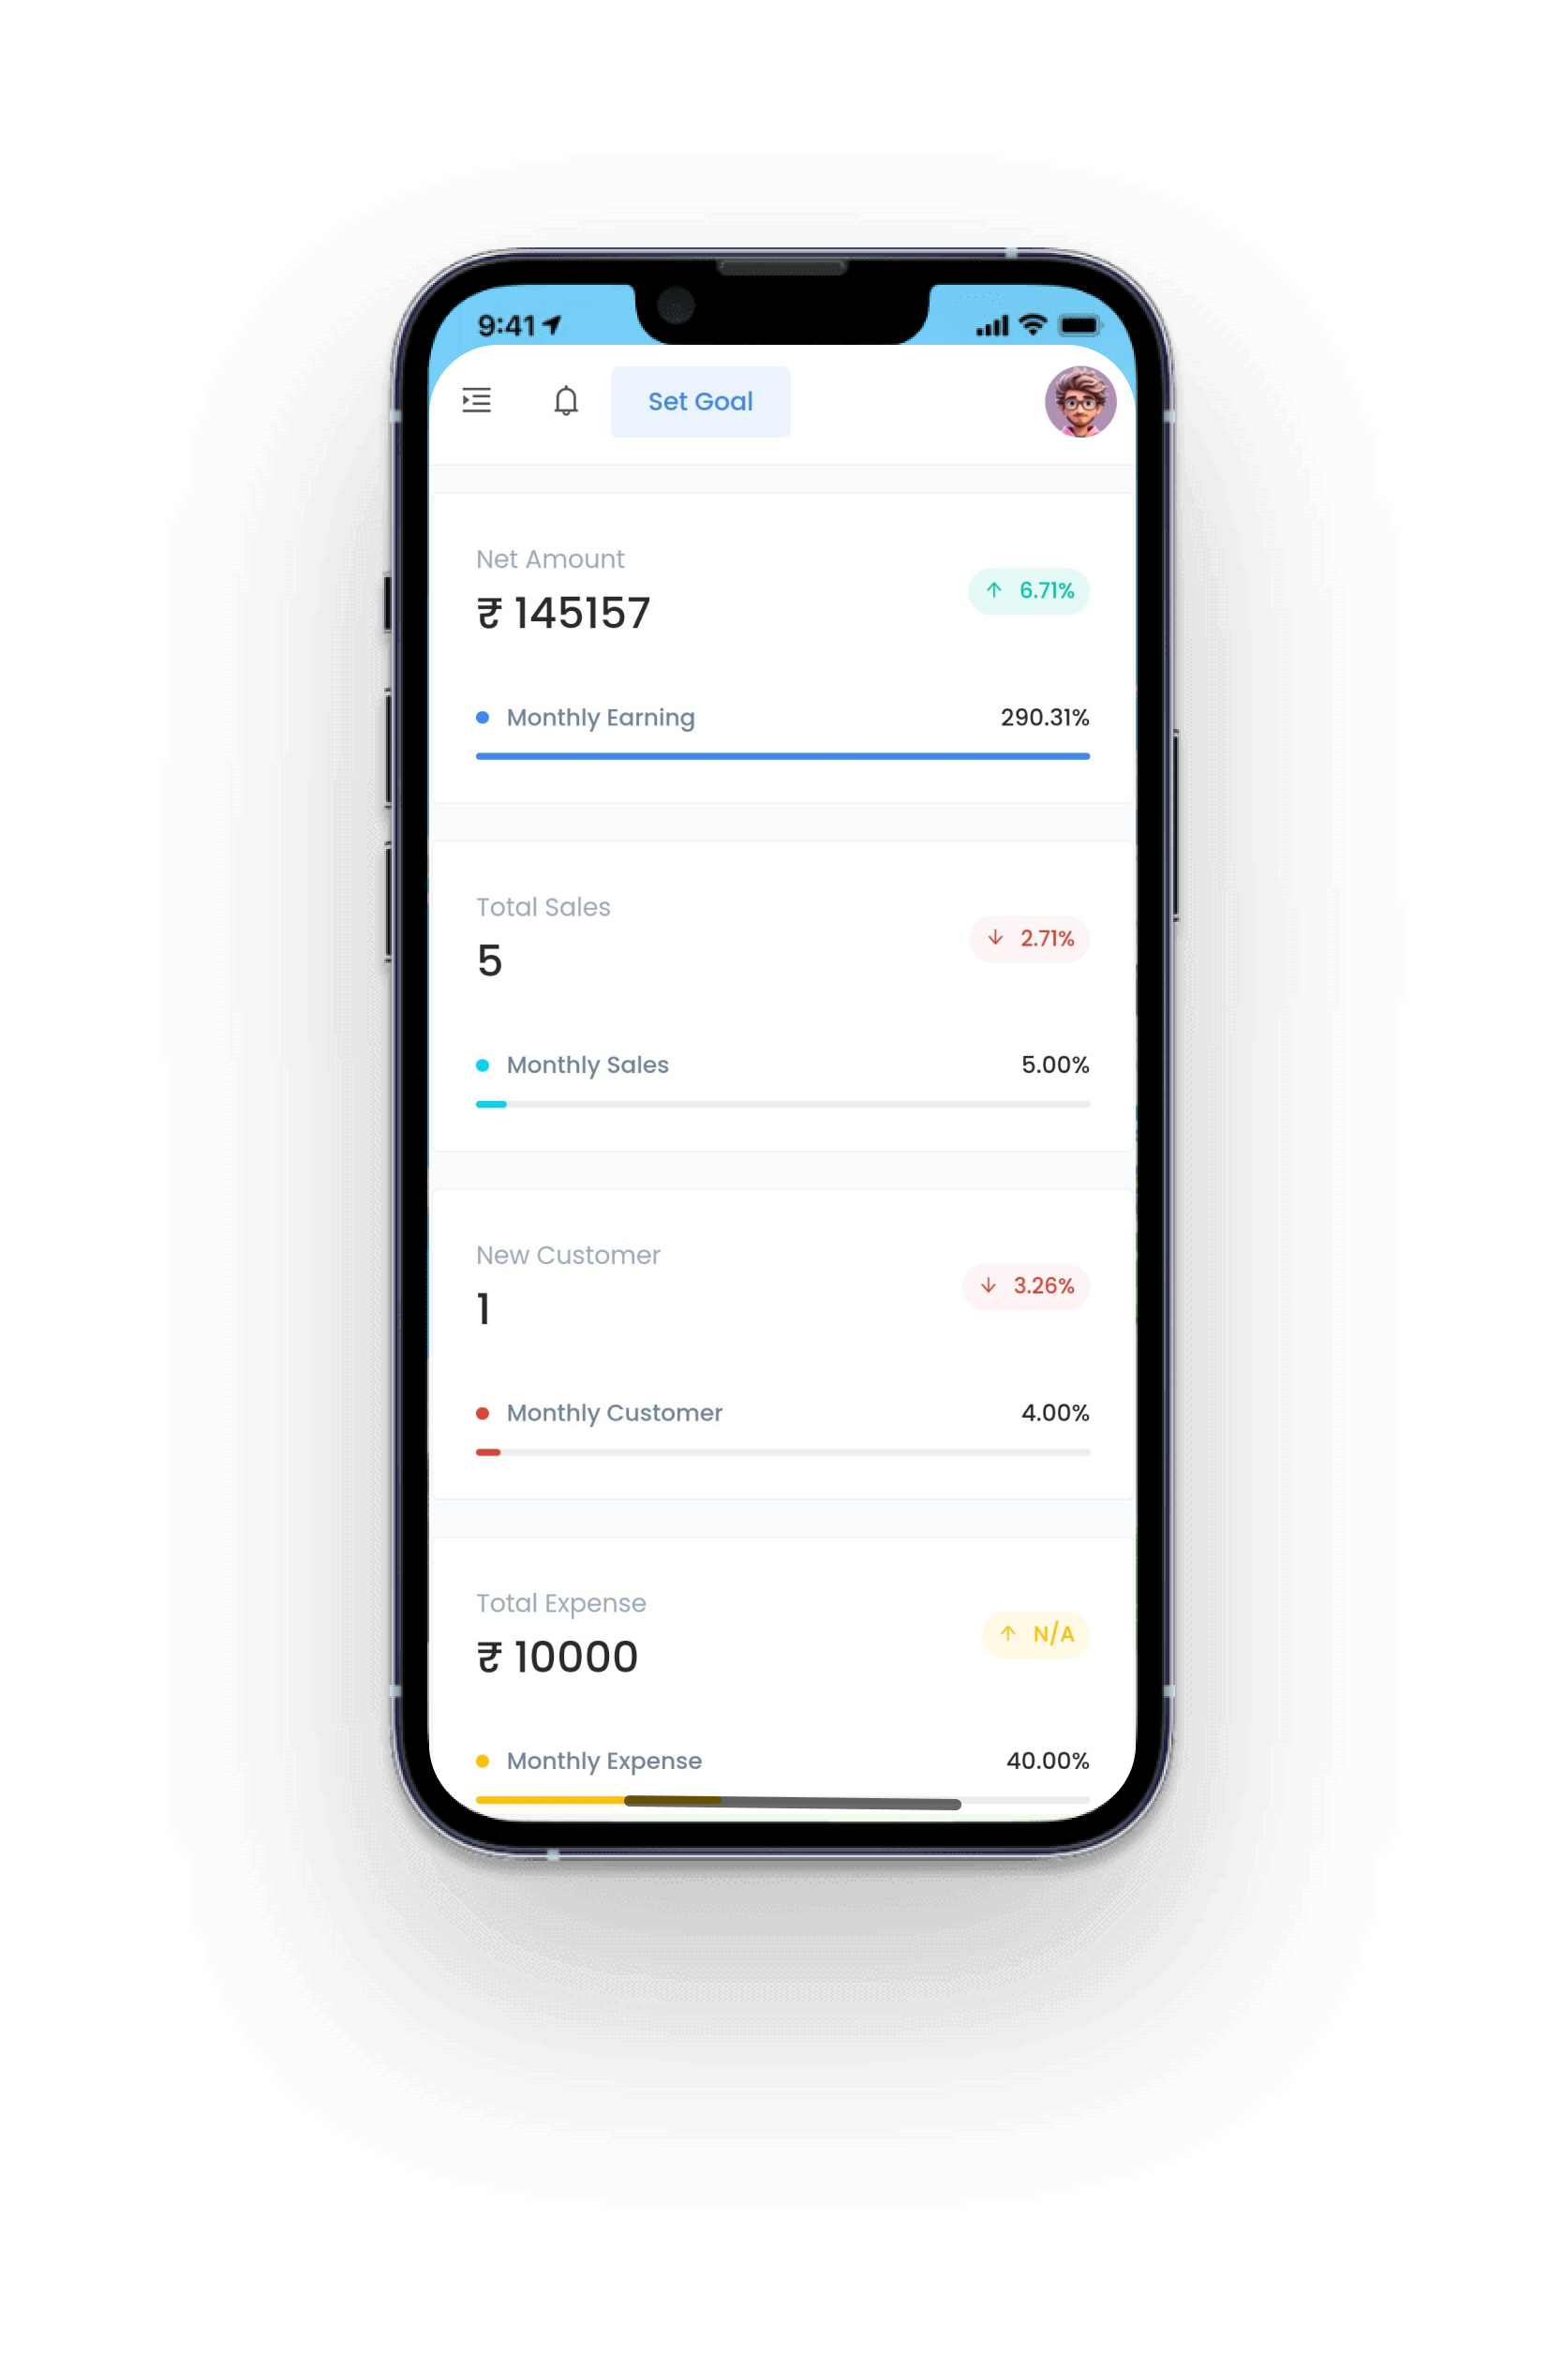 9:41
Set Goal
Net Amount
₹ 145157
6.71%
Monthly Earning 290.31%
Total Sales
5
2.71%
Monthly Sales 5.00%
New Customer
1
3.26%
Monthly Customer 4.00%
Total Expense
₹ 10000
N/A
Monthly Expense 40.00%